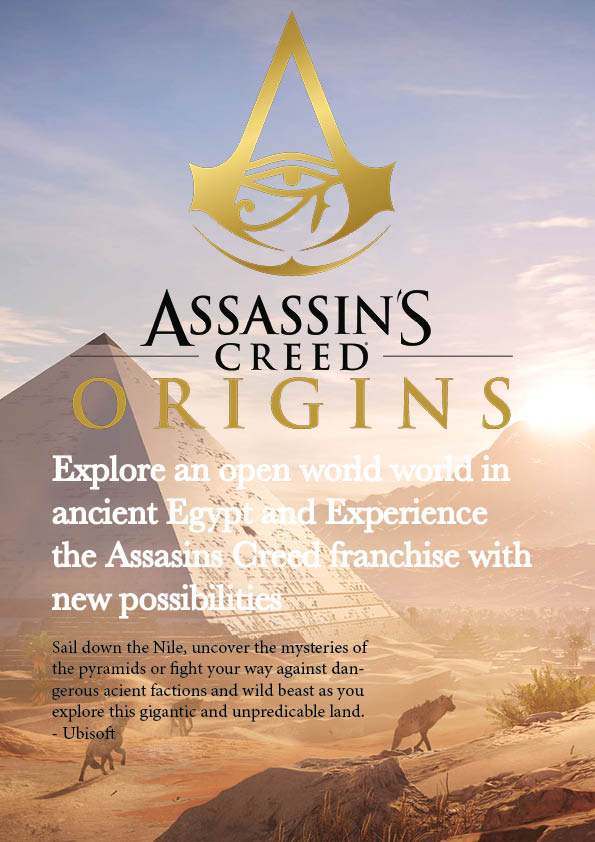 ASSASSIN'S
CREED®
ORIGINS
Explore an open world world in
ancient Egypt and Experience
the Assasins Creed franchise with
new possibilities
Sail down the Nile, uncover the mysteries of
the pyramids or fight your way against dan-
gerous acient factions and wild beast as you
explore this gigantic and unpredicable land.
- Ubisoft